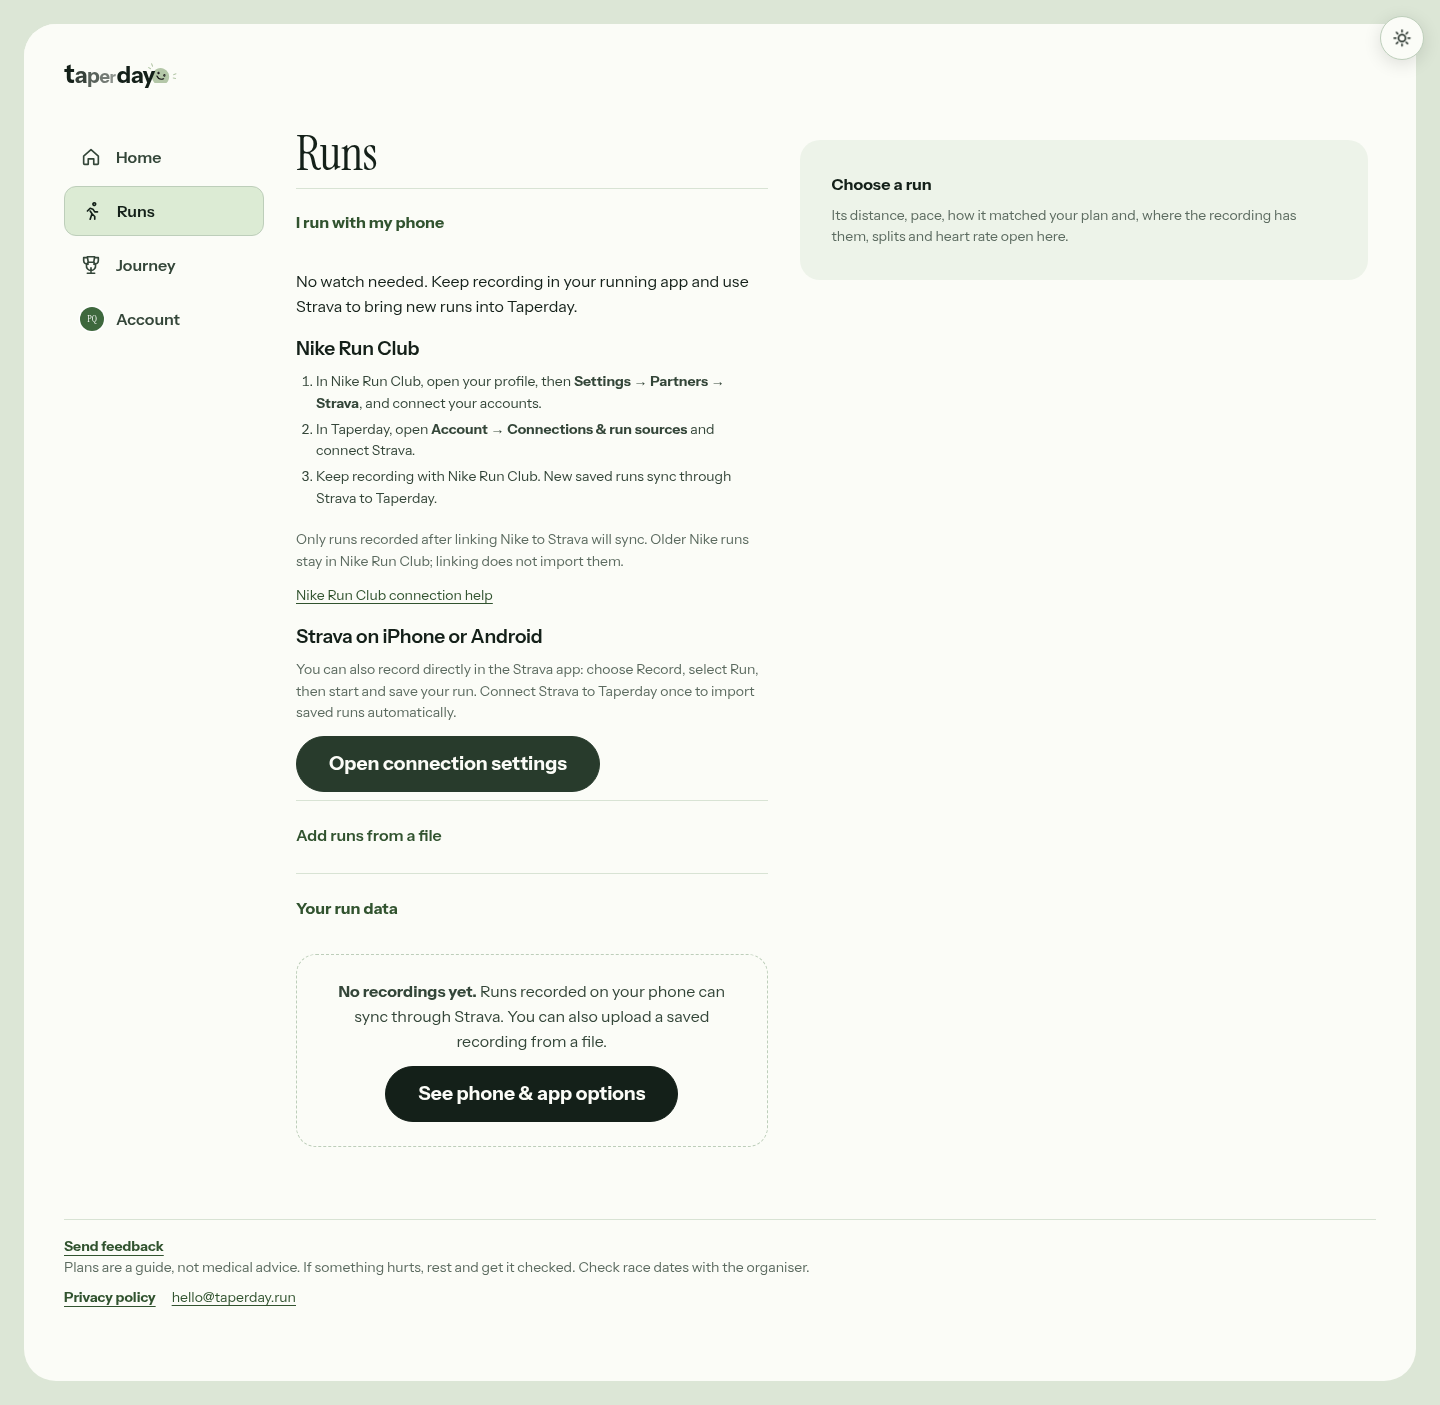 taperday
Home
Runs
Journey
PQ
Account
Runs
I run with my phone
No watch needed. Keep recording in your running app and use
Strava to bring new runs into Taperday.
Nike Run Club
1. In Nike Run Club, open your profile, then Settings → Partners →
Strava, and connect your accounts.
2. In Taperday, open Account → Connections & run sources and
connect Strava.
3. Keep recording with Nike Run Club. New saved runs sync through
Strava to Taperday.
Only runs recorded after linking Nike to Strava will sync. Older Nike runs
stay in Nike Run Club; linking does not import them.
Nike Run Club connection help
Strava on iPhone or Android
You can also record directly in the Strava app: choose Record, select Run,
then start and save your run. Connect Strava to Taperday once to import
saved runs automatically.
Open connection settings
Add runs from a file
Your run data
No recordings yet. Runs recorded on your phone can
sync through Strava. You can also upload a saved
recording from a file.
See phone & app options
Choose a run
Its distance, pace, how it matched your plan and, where the recording has
them, splits and heart rate open here.
Send feedback
Plans are a guide, not medical advice. If something hurts, rest and get it checked. Check race dates with the organiser.
Privacy policy hello@taperday.run